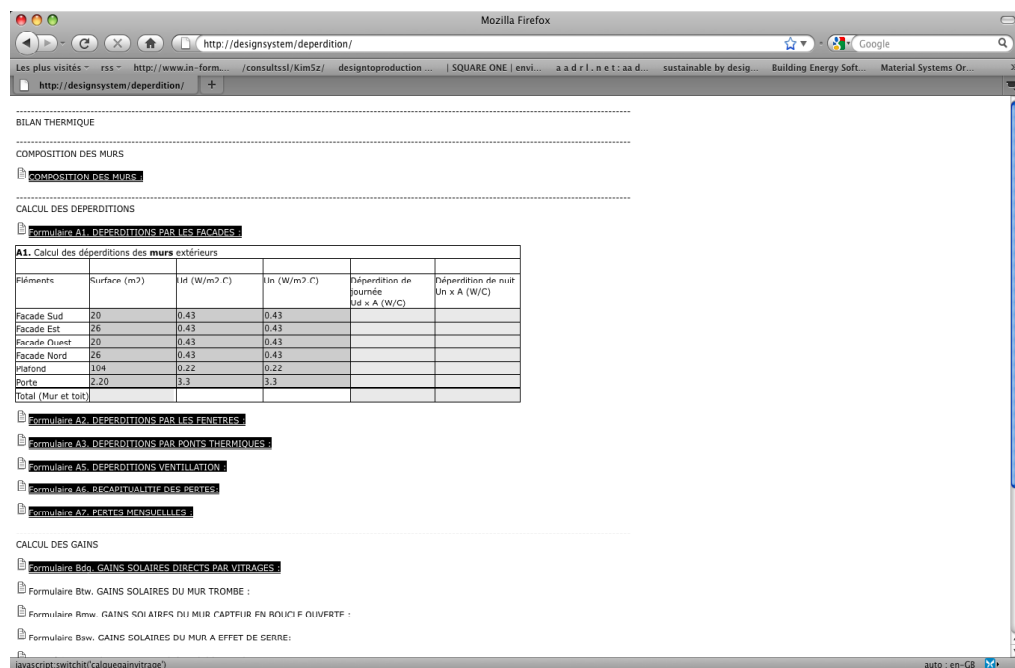 Mozilla Firefox
http://designsystem/deperdition/
Google
Les plus visités rss http://www.in-form.... /consultssl/KimSz/ designtoproduction ... | SQUARE ONE | envi... a a d r l . n e t : aa d... sustainable by desig... Building Energy Soft... Material Systems Or...
http://designsystem/deperdition/ +
BILAN THERMIQUE
COMPOSITION DES MURS
COMPOSITION DES MURS :
CALCUL DES DEPERDITIONS
Formulaire A1. DEPERDITIONS PAR LES FACADES :
A1. Calcul des déperditions des murs extérieurs
Eléments Surface (m2) Ud (W/m2.C) Un (W/m2.C) Déperdition de journée Ud x A (W/C) Déperdition de nuit Un x A (W/C)
Facade Sud 20 0.43 0.43
Facade Est 26 0.43 0.43
Facade Ouest 20 0.43 0.43
Facade Nord 26 0.43 0.43
Plafond 104 0.22 0.22
Porte 2.20 3.3 3.3
Total (Mur et toit)
Formulaire A2. DEPERDITIONS PAR LES FENETRES :
Formulaire A3. DEPERDITIONS PAR PONTS THERMIQUES :
Formulaire A5. DEPERDITIONS VENTILLATION :
Formulaire A6. RECAPITUALITIF DES PERTES:
Formulaire A7. PERTES MENSUELLLES :
CALCUL DES GAINS
Formulaire Bdg. GAINS SOLAIRES DIRECTS PAR VITRAGES :
Formulaire Btw. GAINS SOLAIRES DU MUR TROMBE :
Formulaire Bmw. GAINS SOLAIRES DU MUR CAPTEUR EN BOUCLE OUVERTE :
Formulaire Bsw. GAINS SOLAIRES DU MUR A EFFET DE SERRE:
javascript:switchit('calquegainvitrage') auto : en-GB